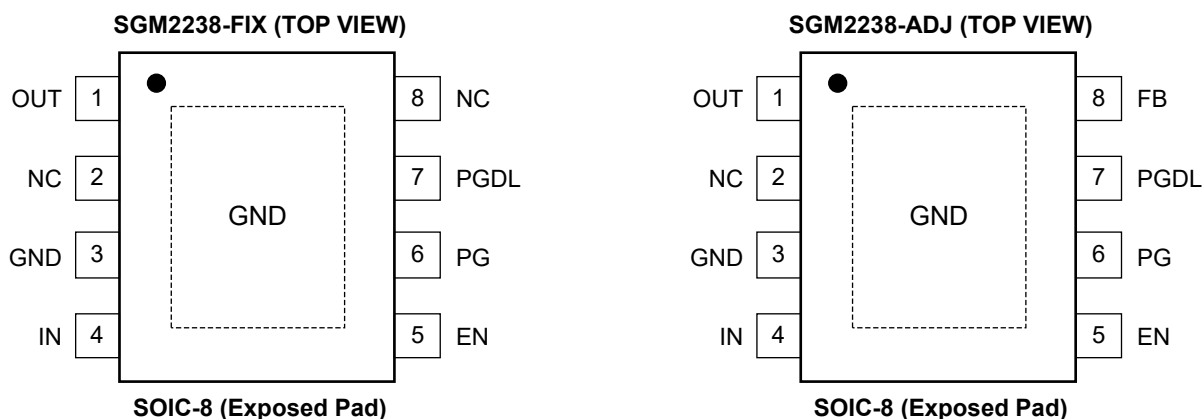 SGM2238-FIX (TOP VIEW)
OUT 1 8 NC
NC 2 7 PGDL
GND
GND 3 6 PG
IN 4 5 EN
SOIC-8 (Exposed Pad)
SGM2238-ADJ (TOP VIEW)
OUT 1 8 FB
NC 2 7 PGDL
GND
GND 3 6 PG
IN 4 5 EN
SOIC-8 (Exposed Pad)